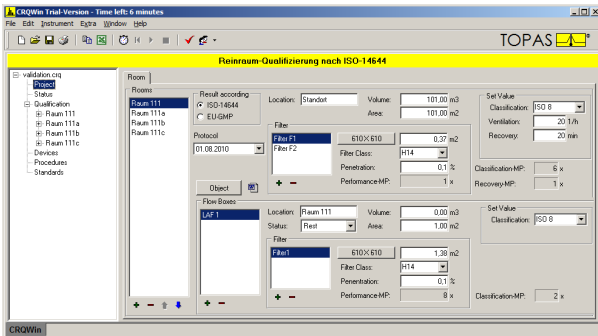 CRQWin Trial-Version - Time left: 6 minutes
File Edit Instrument Extra Window Help
TOPAS
Reinraum-Qualifizierung nach ISO-14644
validation.crq
Project
Status
Qualification
Raum 111
Raum 111a
Raum 111b
Raum 111c
Devices
Procedures
Standards
Room
Rooms
Raum 111
Raum 111a
Raum 111b
Raum 111c
Result according
ISO-14644
EU-GMP
Protocol
01.08.2010
Object
Location: Standort Volume: 101,00 m3
Area: 101,00 m2
Filter
Filter F1
Filter F2
610×610 0,37 m2
Filter Class: H14
Penetration: 0,1 %
Performance-MP: 1 x
Set Value
Classification: ISO 8
Ventilation: 20 1/h
Recovery: 20 min
Classification-MP: 6 x
Recovery-MP: 1 x
Flow Boxes
LAF 1
Location: Raum 111 Volume: 0,00 m3
Status: Rest Area: 1,00 m2
Filter
Filter1
610×610 1,38 m2
Filter Class: H14
Penentration: 0,1 %
Performance-MP: 8 x
Set Value
Classification: ISO 8
Classification-MP: 2 x
CRQWin